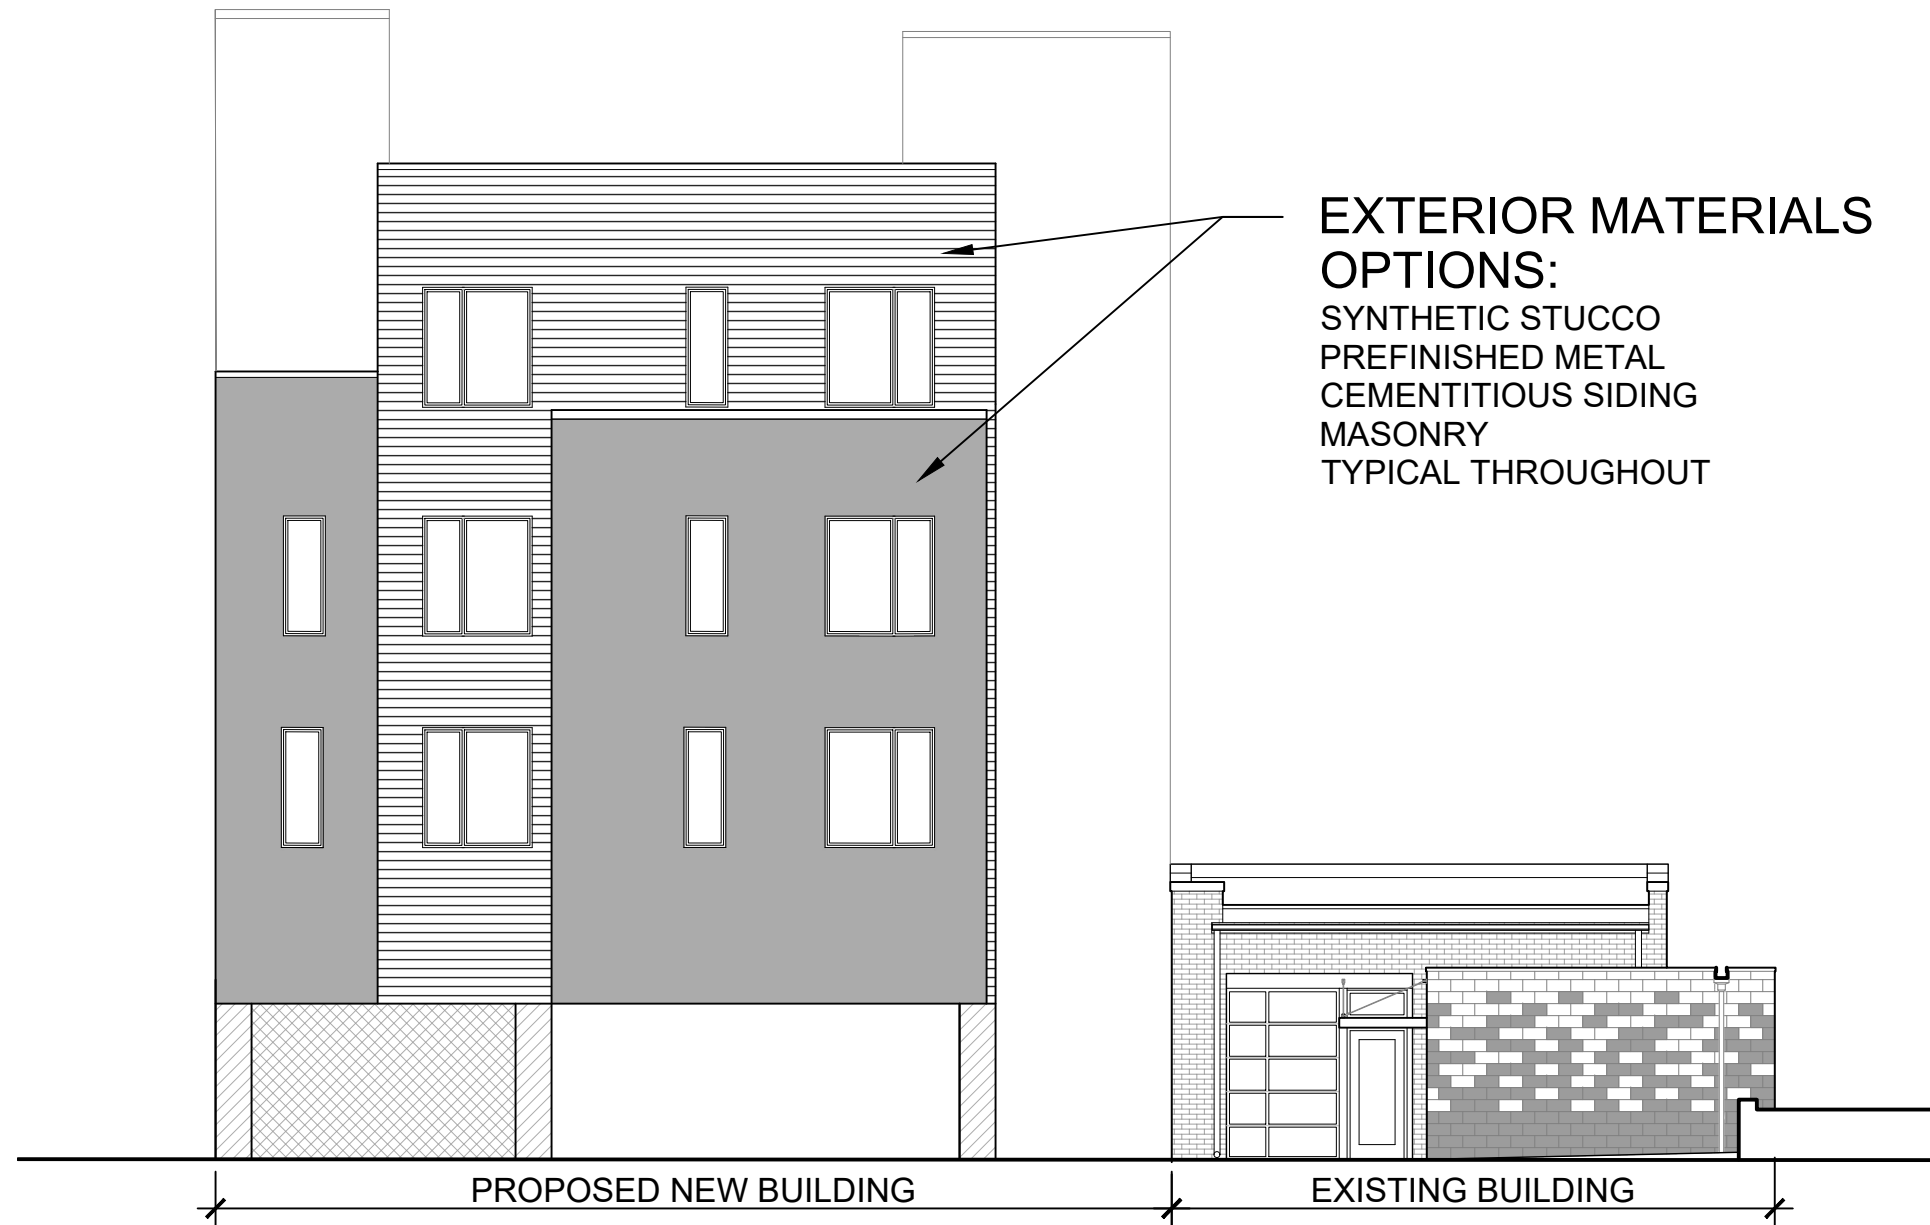 EXTERIOR MATERIALS
OPTIONS:
SYNTHETIC STUCCO
PREFINISHED METAL
CEMENTITIOUS SIDING
MASONRY
TYPICAL THROUGHOUT
PROPOSED NEW BUILDING
EXISTING BUILDING